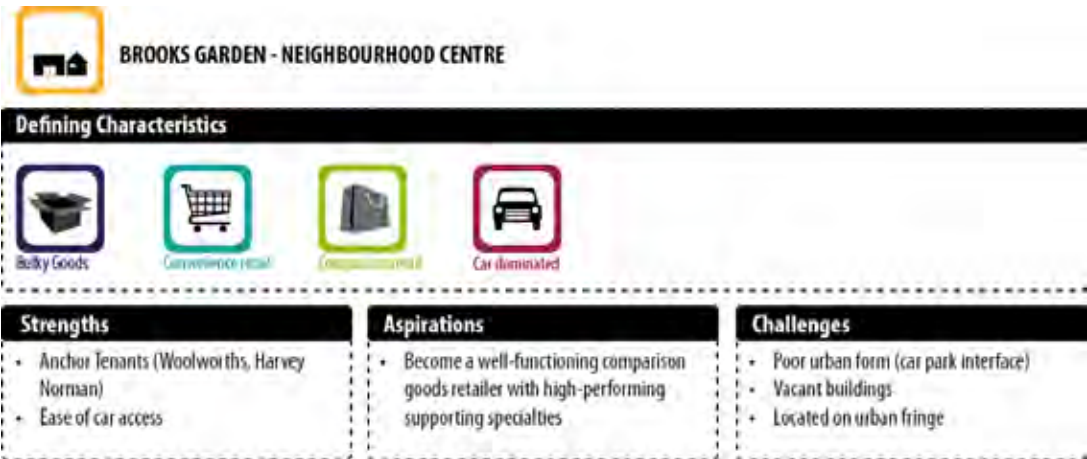 BROOKS GARDEN - NEIGHBOURHOOD CENTRE
Defining Characteristics
Bulky Goods
Convenience retail
Comparison retail
Car dominated
Strengths
• Anchor Tenants (Woolworths, Harvey
Norman)
• Ease of car access
Aspirations
• Become a well-functioning comparison
goods retailer with high-performing
supporting specialties
Challenges
• Poor urban form (car park interface)
• Vacant buildings
• Located on urban fringe